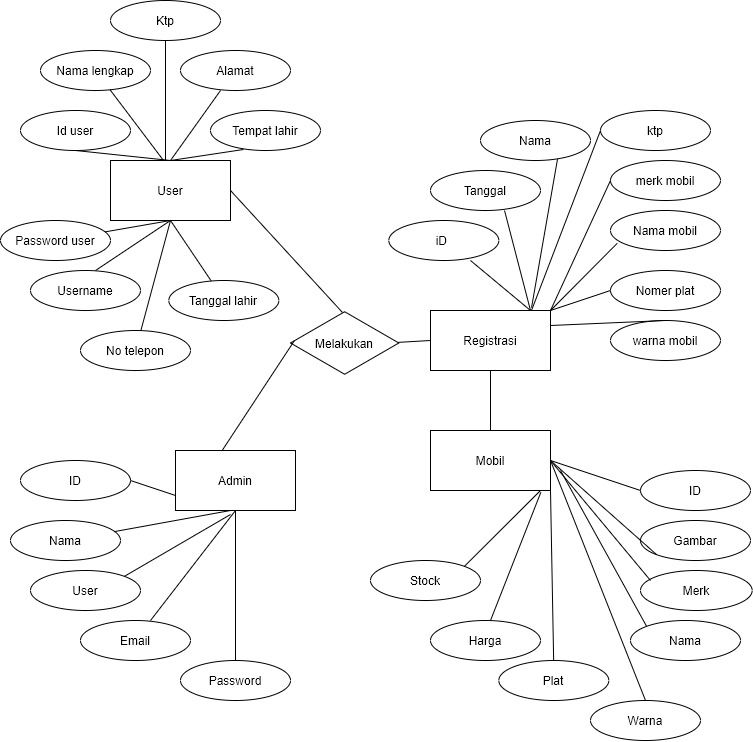 Ktp
Nama lengkap
Alamat
Id user
Tempat lahir
User
Password user
Username
Tanggal lahir
No telepon
Nama
ktp
Tanggal
merk mobil
iD
Nama mobil
Nomer plat
warna mobil
Melakukan
Registrasi
Admin
ID
Nama
User
Email
Password
Mobil
ID
Gambar
Merk
Nama
Warna
Stock
Harga
Plat